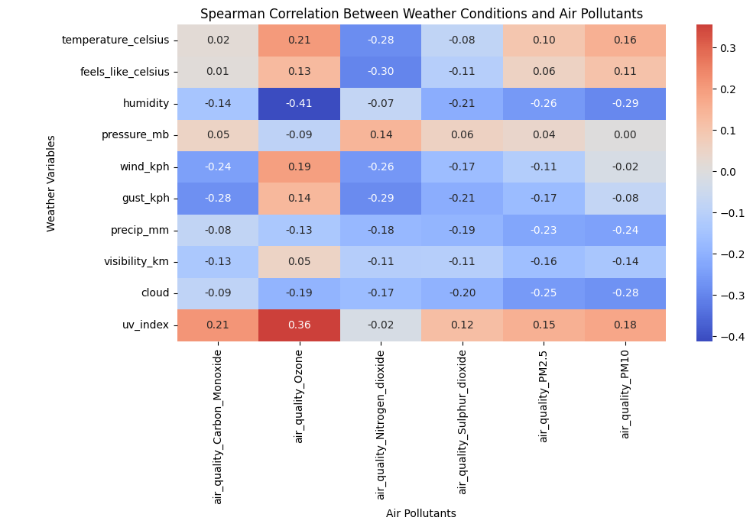 Spearman Correlation Between Weather Conditions and Air Pollutants
Weather Variables
temperature_celsius 0.02 0.21 -0.28 -0.08 0.10 0.16
feels_like_celsius 0.01 0.13 -0.30 -0.11 0.06 0.11
humidity -0.14 -0.41 -0.07 -0.21 -0.26 -0.29
pressure_mb 0.05 -0.09 0.14 0.06 0.04 0.00
wind_kph -0.24 0.19 -0.26 -0.17 -0.11 -0.02
gust_kph -0.28 0.14 -0.29 -0.21 -0.17 -0.08
precip_mm -0.08 -0.13 -0.18 -0.19 -0.23 -0.24
visibility_km -0.13 0.05 -0.11 -0.11 -0.16 -0.14
cloud -0.09 -0.19 -0.17 -0.20 -0.25 -0.28
uv_index 0.21 0.36 -0.02 0.12 0.15 0.18
air_quality_Carbon_Monoxide
air_quality_Ozone
air_quality_Nitrogen_dioxide
air_quality_Sulphur_dioxide
air_quality_PM2.5
air_quality_PM10
Air Pollutants
0.3
0.2
0.1
0.0
−0.1
−0.2
−0.3
−0.4